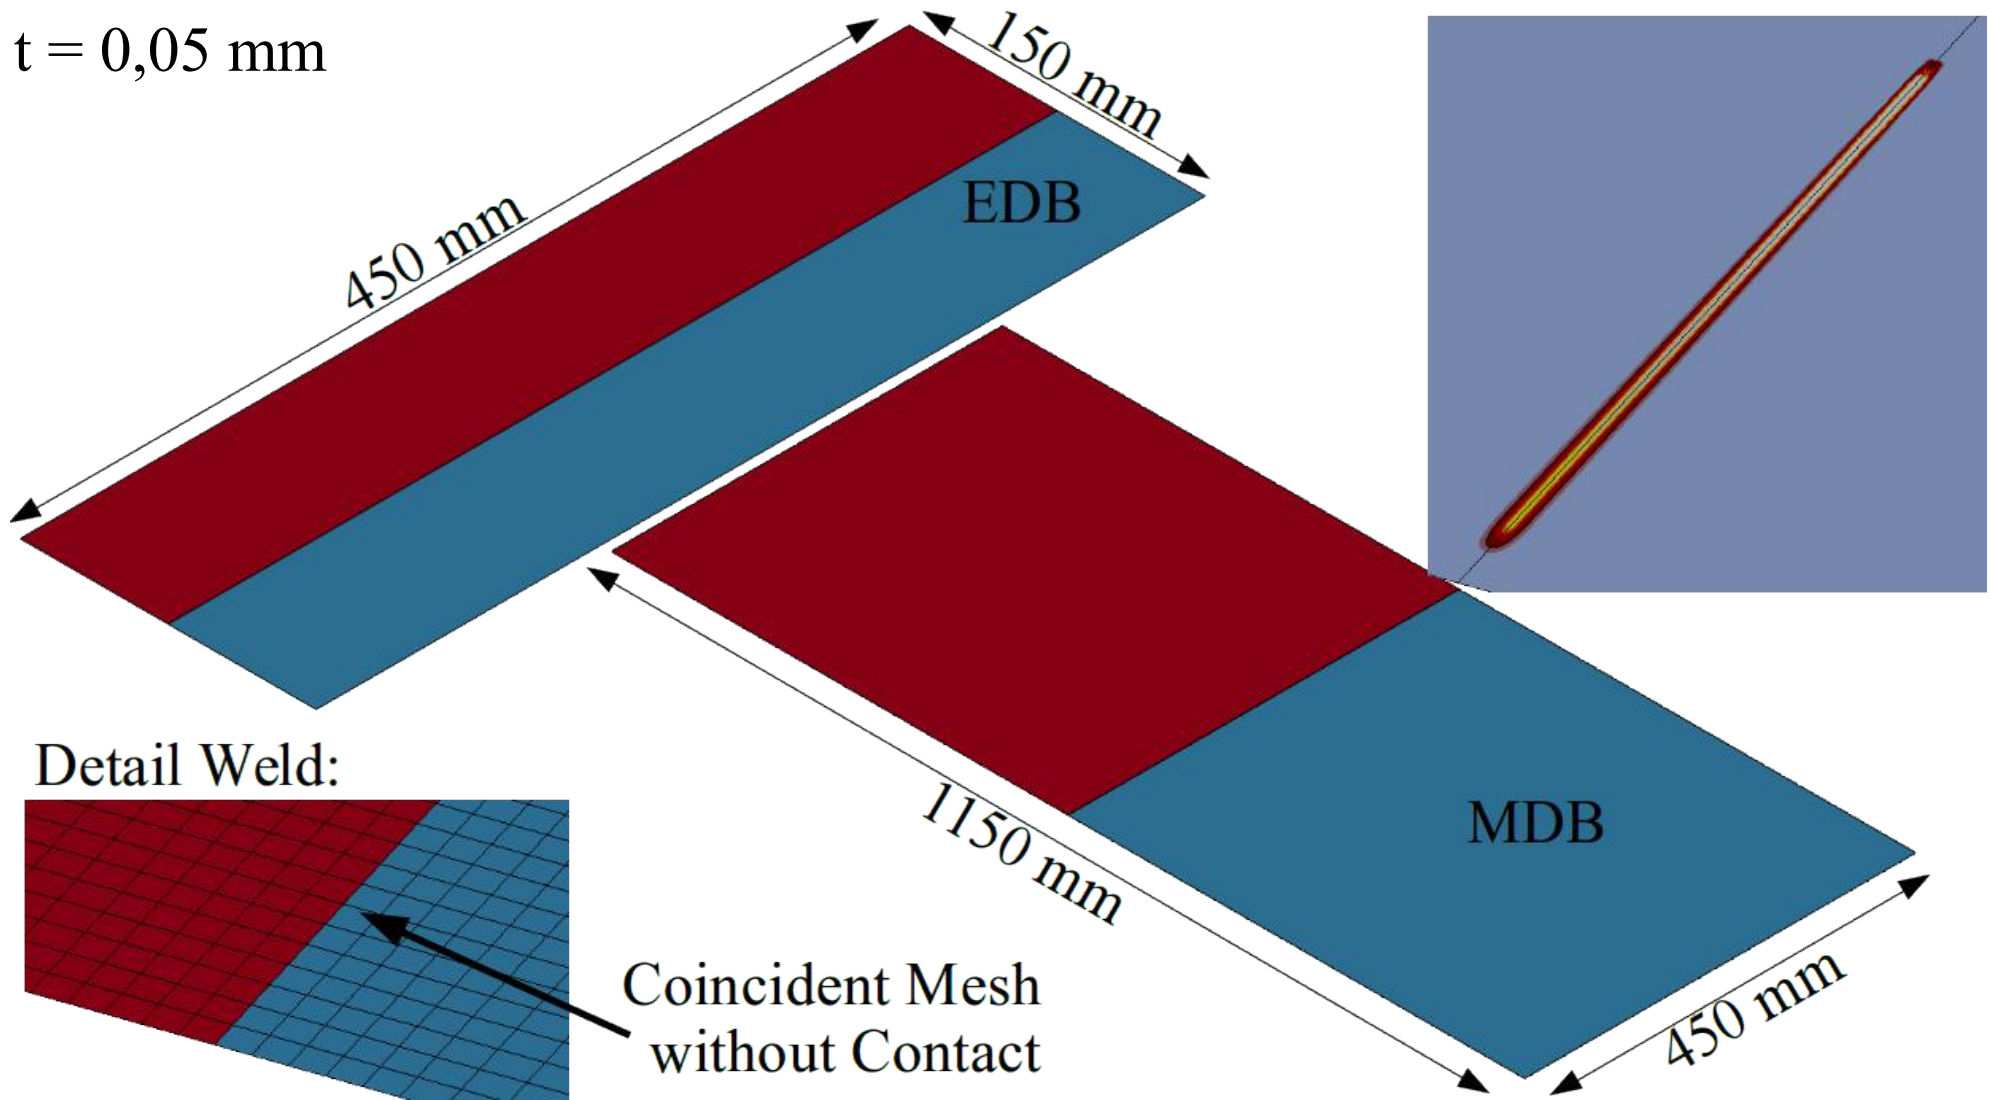 t = 0,05 mm
150 mm
450 mm
EDB
1150 mm
MDB
450 mm
Detail Weld:
Coincident Mesh
without Contact